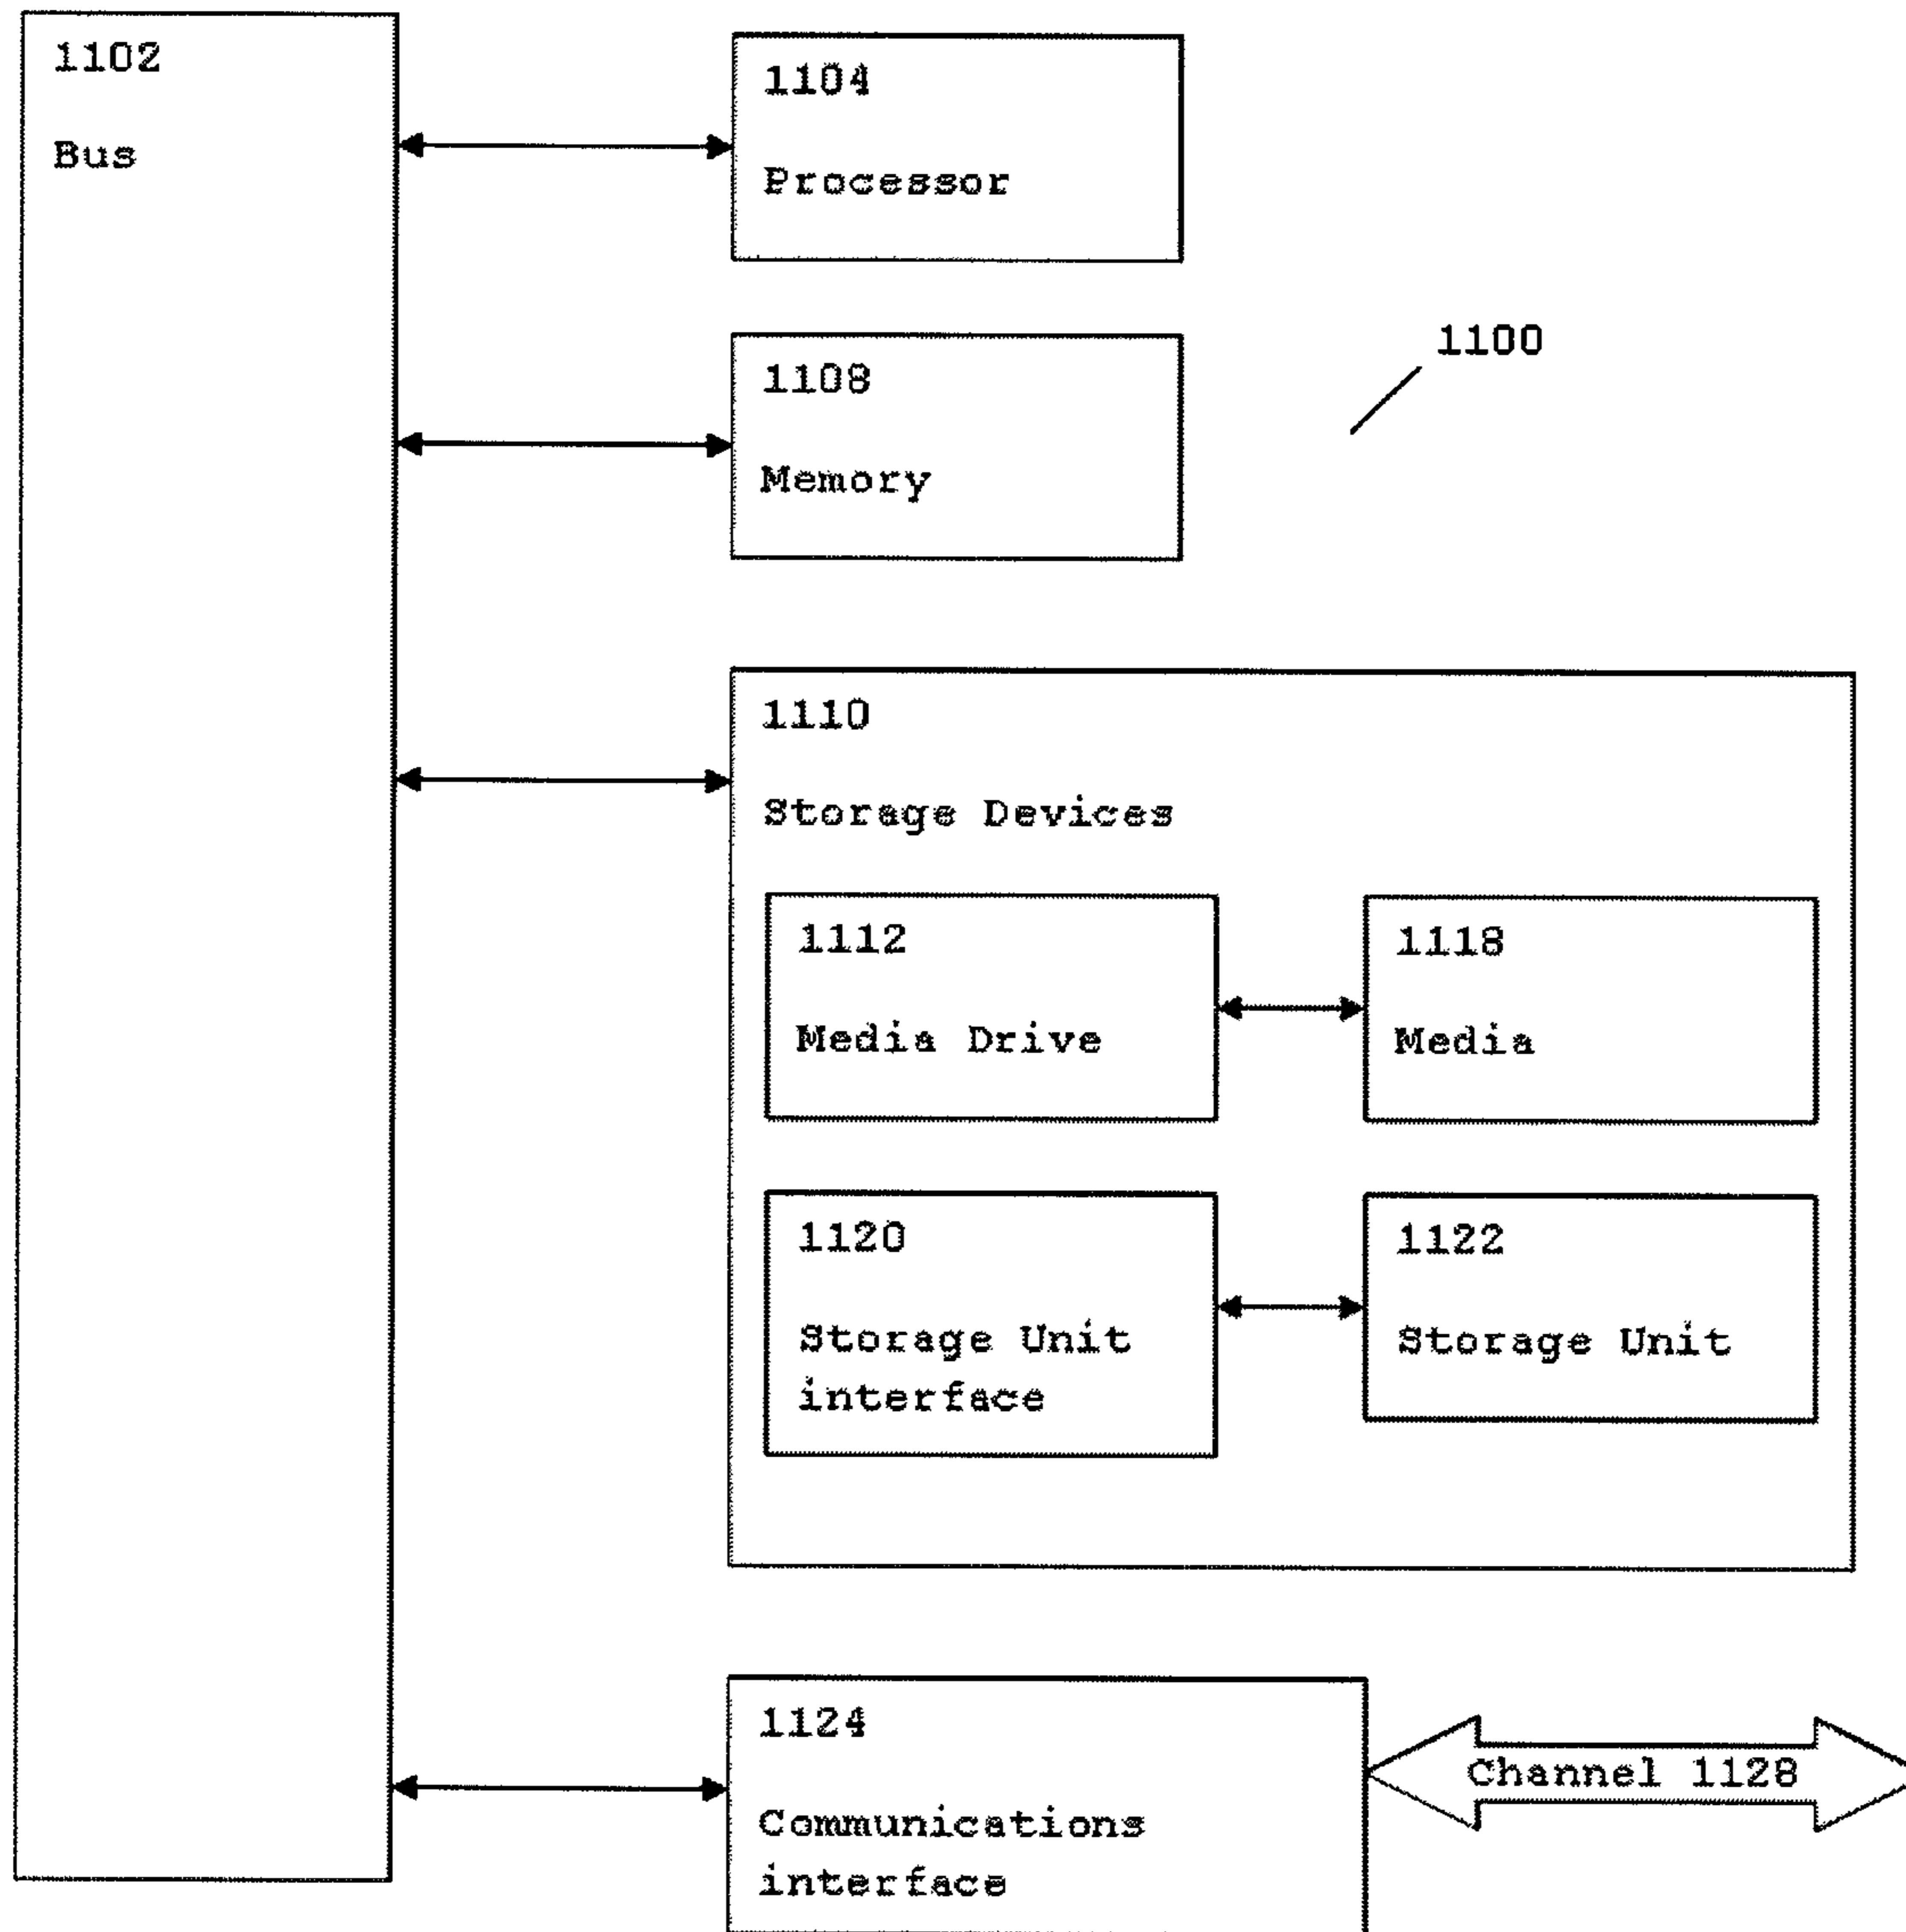 1102
Bus
1104
Processor
1100
1108
Memory
1110
Storage Devices
1112
Media Drive
1118
Media
1120
Storage Unit
interface
1122
Storage Unit
1124
Communications
interface
Channel 1128